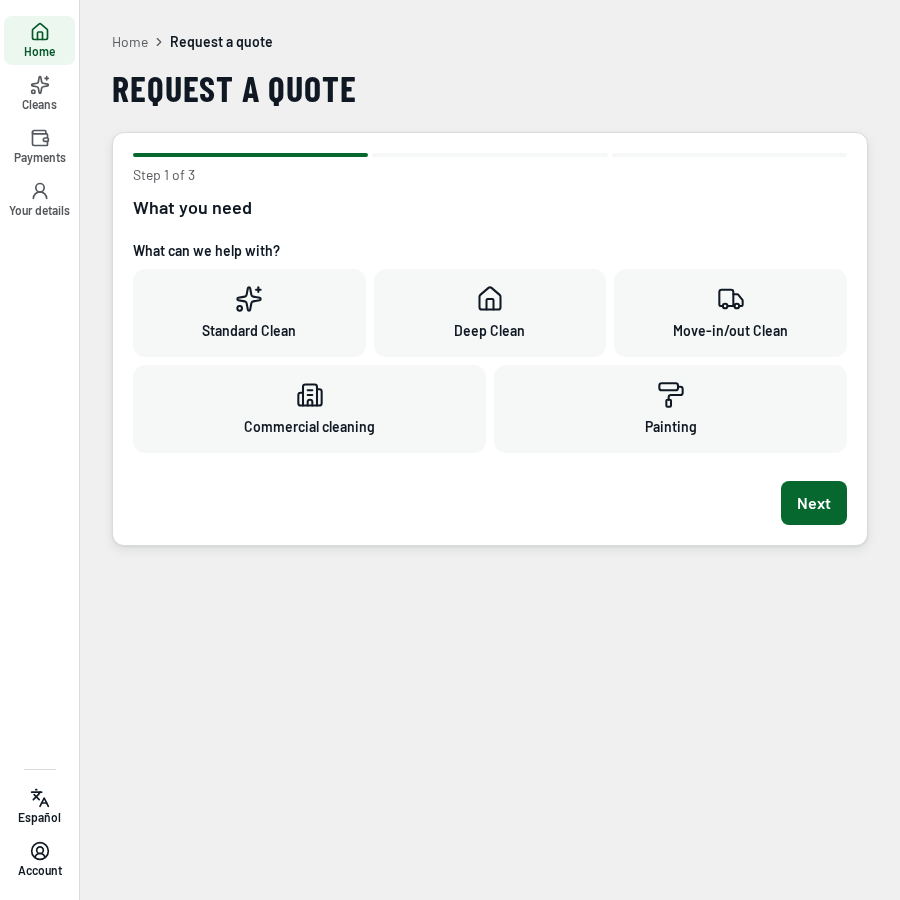 Home
Cleans
Payments
Your details
Español
Account
Home > Request a quote
REQUEST A QUOTE
Step 1 of 3
What you need
What can we help with?
Standard Clean
Deep Clean
Move-in/out Clean
Commercial cleaning
Painting
Next